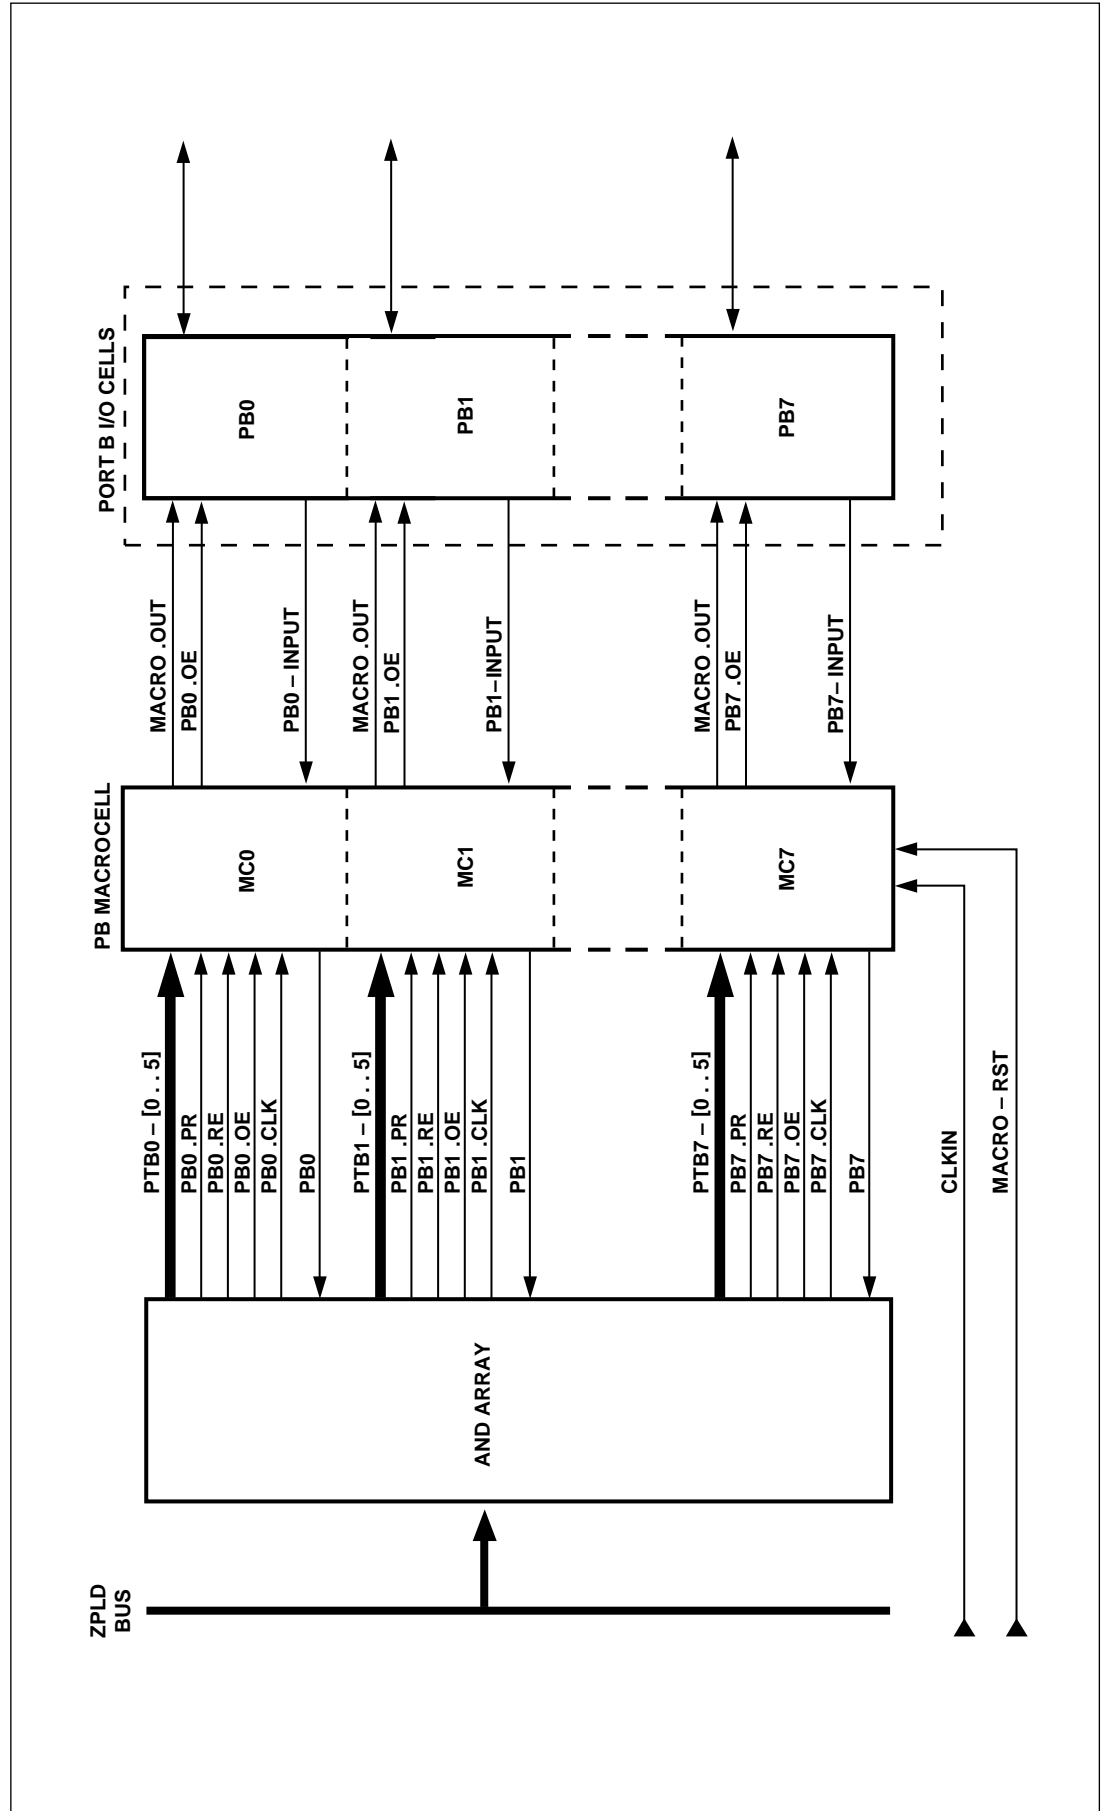 ZPLD
BUS
AND ARRAY
PTB0 – [0 . . 5]
PB0 .PR
PB0 .RE
PB0 .OE
PB0 .CLK
PB0
PTB1 – [0 . . 5]
PB1 .PR
PB1 .RE
PB1 .OE
PB1 .CLK
PB1
PTB7 – [0 . . 5]
PB7 .PR
PB7 .RE
PB7 .OE
PB7 .CLK
PB7
CLKIN
MACRO – RST
PB MACROCELL
MC0
MC1
MC7
MACRO .OUT
PB0 .OE
PB0 – INPUT
MACRO .OUT
PB1 .OE
PB1– INPUT
MACRO .OUT
PB7 .OE
PB7– INPUT
PORT B I/O CELLS
PB0
PB1
PB7